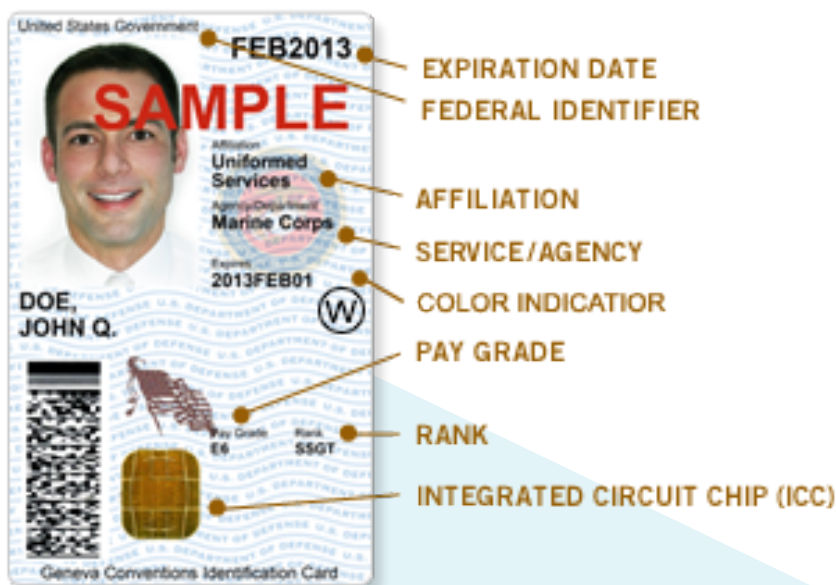 United States Government
FEB2013
SAMPLE
Affiliation
Uniformed
Services
Agency/Department
Marine Corps
Expires
2013FEB01
DOE,
JOHN Q.
W
Pay Grade
E6
Rank
SSGT
Geneva Conventions Identification Card
EXPIRATION DATE
FEDERAL IDENTIFIER
AFFILIATION
SERVICE/AGENCY
COLOR INDICATIOR
PAY GRADE
RANK
INTEGRATED CIRCUIT CHIP (ICC)